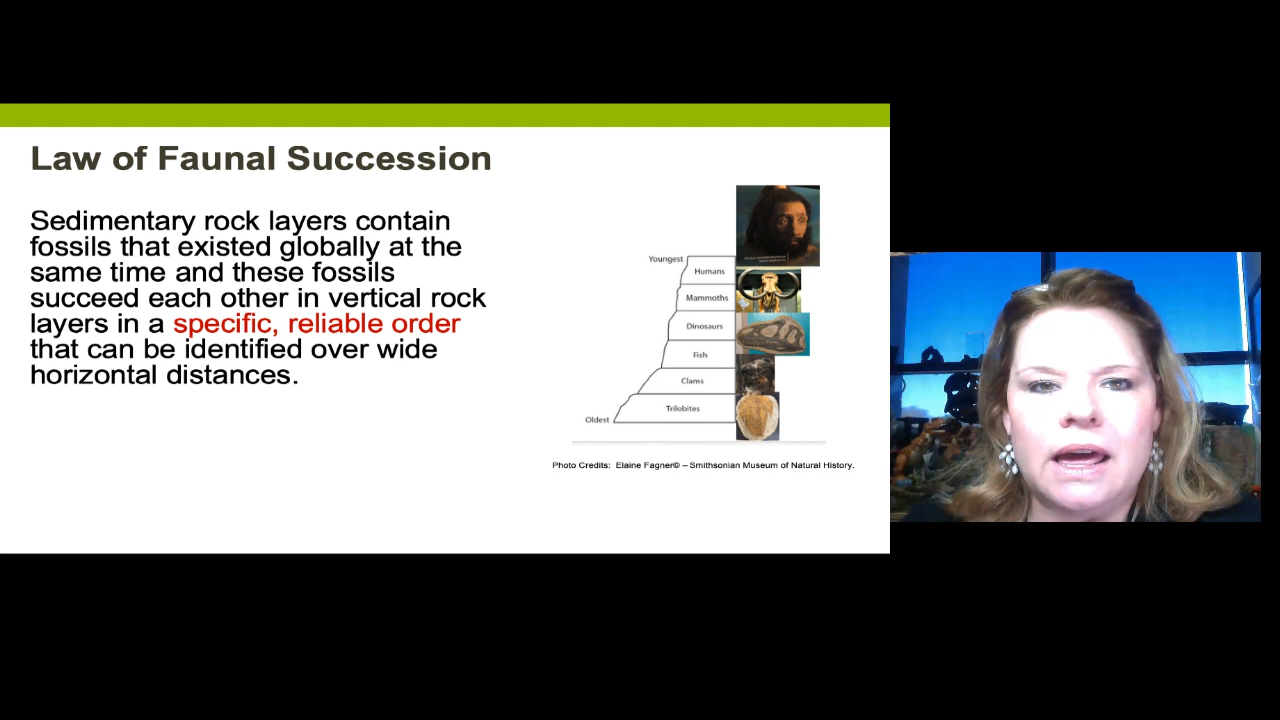 Law of Faunal Succession
Sedimentary rock layers contain
fossils that existed globally at the
same time and these fossils
succeed each other in vertical rock
layers in a specific, reliable order
that can be identified over wide
horizontal distances.
Youngest
Humans
Mammoths
Dinosaurs
Fish
Clams
Trilobites
Oldest
Photo Credits: Elaine Fagner© – Smithsonian Museum of Natural History.